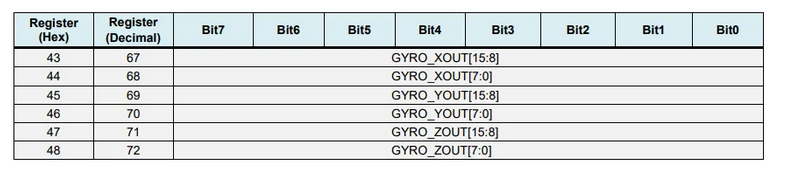 Register (Hex) Register (Decimal) Bit7 Bit6 Bit5 Bit4 Bit3 Bit2 Bit1 Bit0
43 67 GYRO_XOUT[15:8]
44 68 GYRO_XOUT[7:0]
45 69 GYRO_YOUT[15:8]
46 70 GYRO_YOUT[7:0]
47 71 GYRO_ZOUT[15:8]
48 72 GYRO_ZOUT[7:0]